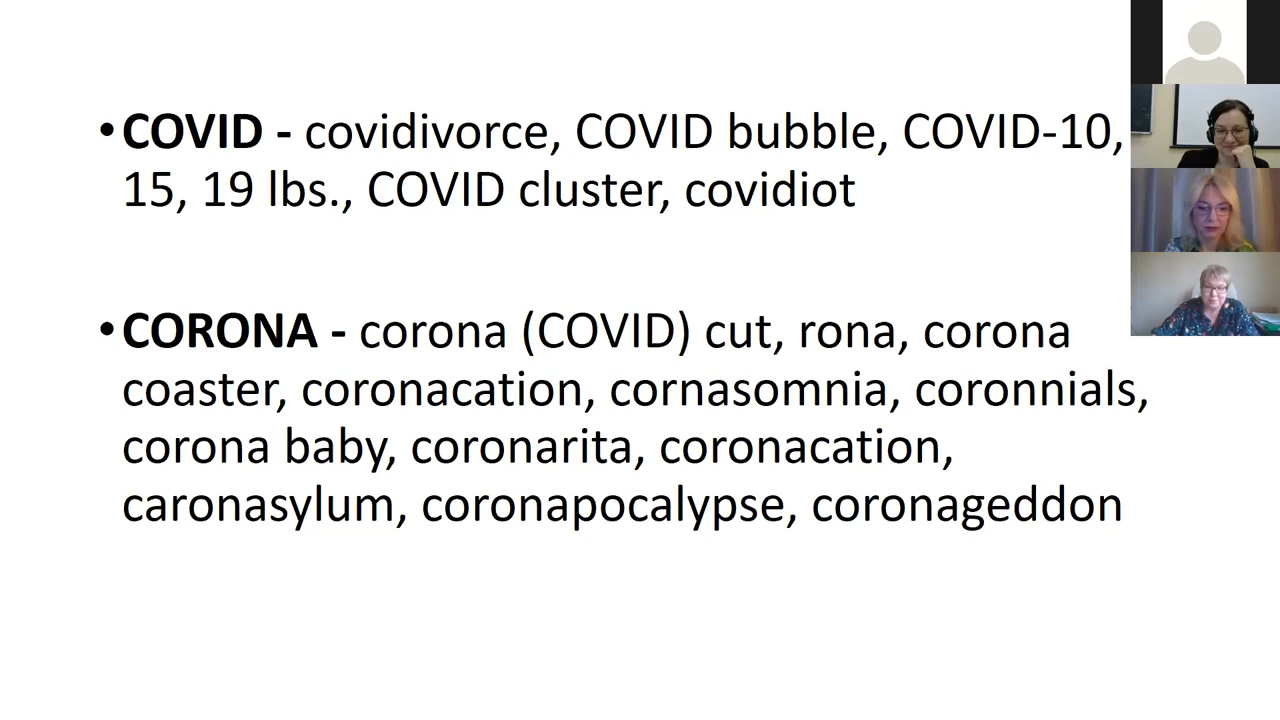 •COVID - covidivorce, COVID bubble, COVID-10,
15, 19 lbs., COVID cluster, covidiot
•CORONA - corona (COVID) cut, rona, corona
coaster, coronacation, cornasomnia, coronnials,
corona baby, coronarita, coronacation,
caronasylum, coronapocalypse, coronageddon